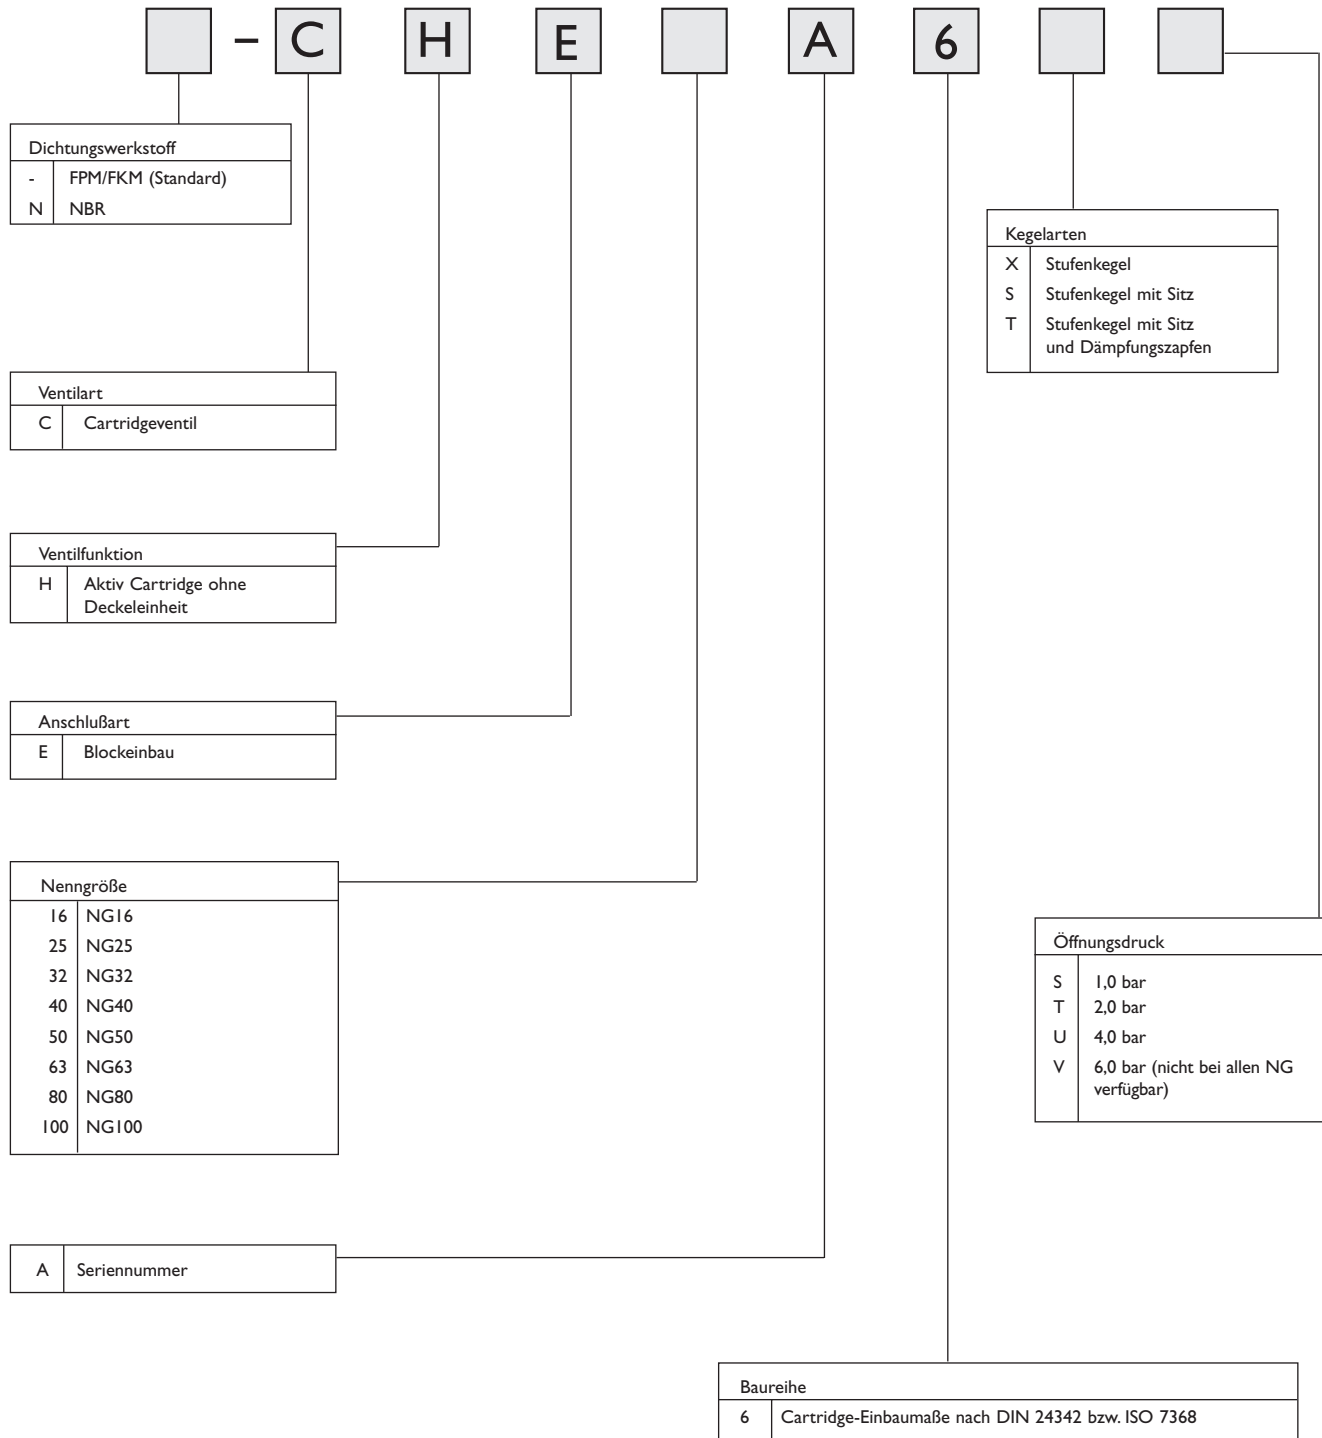 – C H E A 6
Dichtungswerkstoff
- FPM/FKM (Standard)
N NBR
Kegelarten
X Stufenkegel
S Stufenkegel mit Sitz
T Stufenkegel mit Sitz
und Dämpfungszapfen
Ventilart
C Cartridgeventil
Ventilfunktion
H Aktiv Cartridge ohne
Deckeleinheit
Anschlußart
E Blockeinbau
Nenngröße
16 NG16
25 NG25
32 NG32
40 NG40
50 NG50
63 NG63
80 NG80
100 NG100
Öffnungsdruck
S 1,0 bar
T 2,0 bar
U 4,0 bar
V 6,0 bar (nicht bei allen NG
verfügbar)
A Seriennummer
Baureihe
6 Cartridge-Einbaumaße nach DIN 24342 bzw. ISO 7368